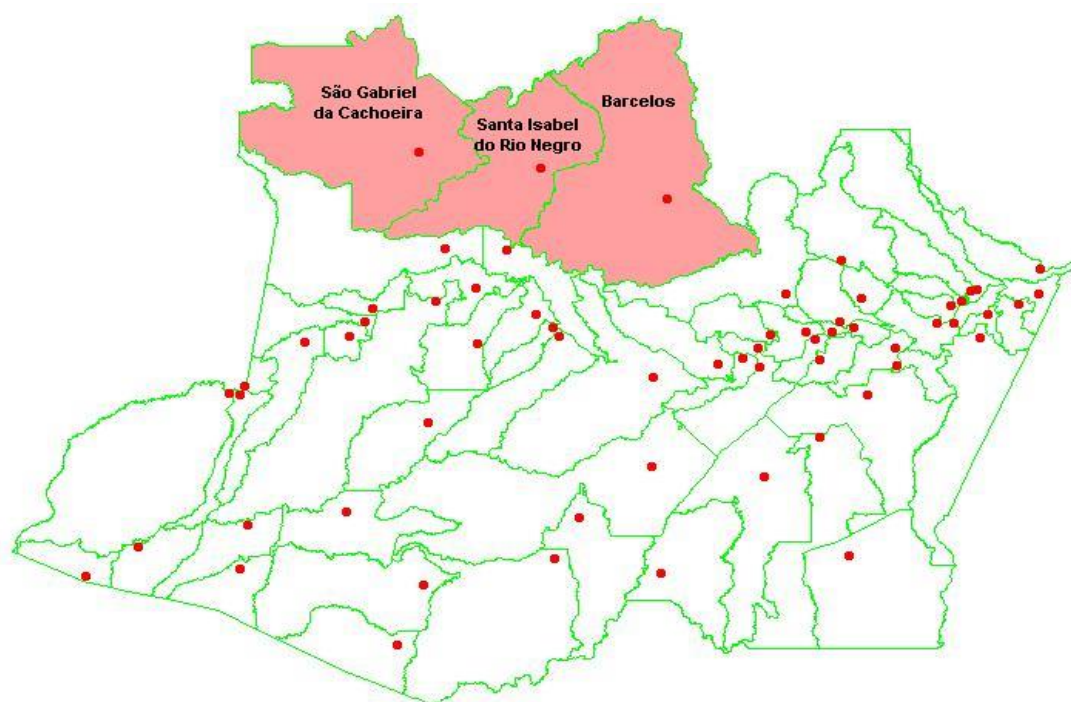 São Gabriel
da Cachoeira
Santa Isabel
do Rio Negro
Barcelos